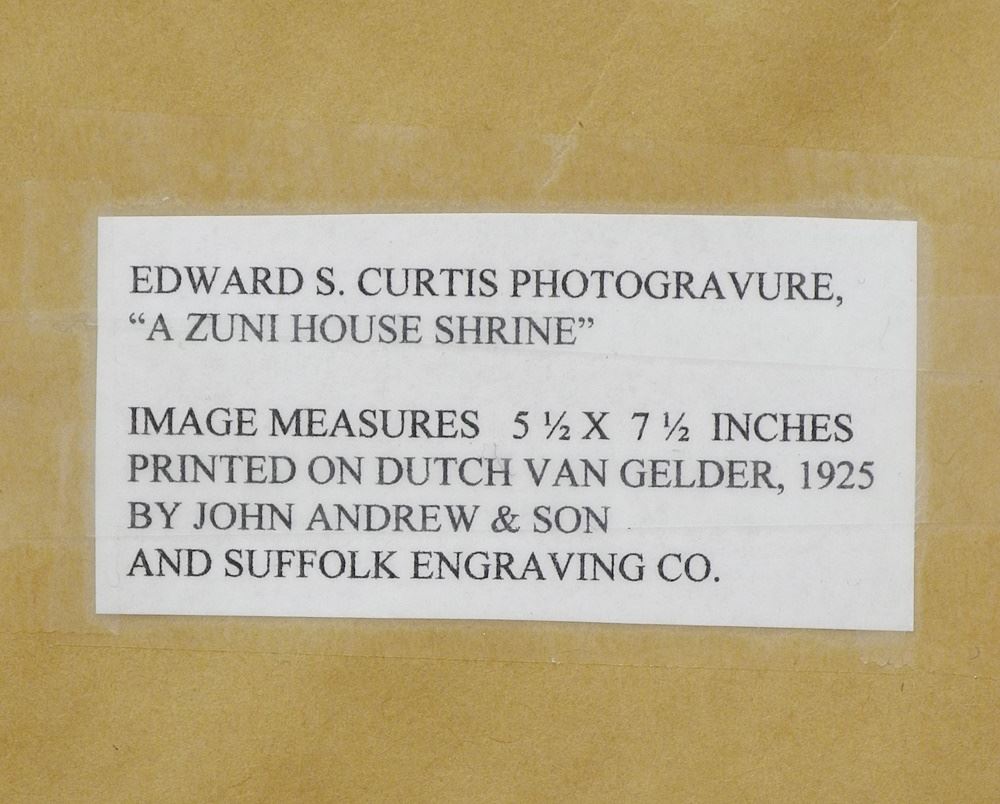 EDWARD S. CURTIS PHOTOGRAVURE,
“A ZUNI HOUSE SHRINE”
IMAGE MEASURES 5 ½ X 7 ½ INCHES
PRINTED ON DUTCH VAN GELDER, 1925
BY JOHN ANDREW & SON
AND SUFFOLK ENGRAVING CO.